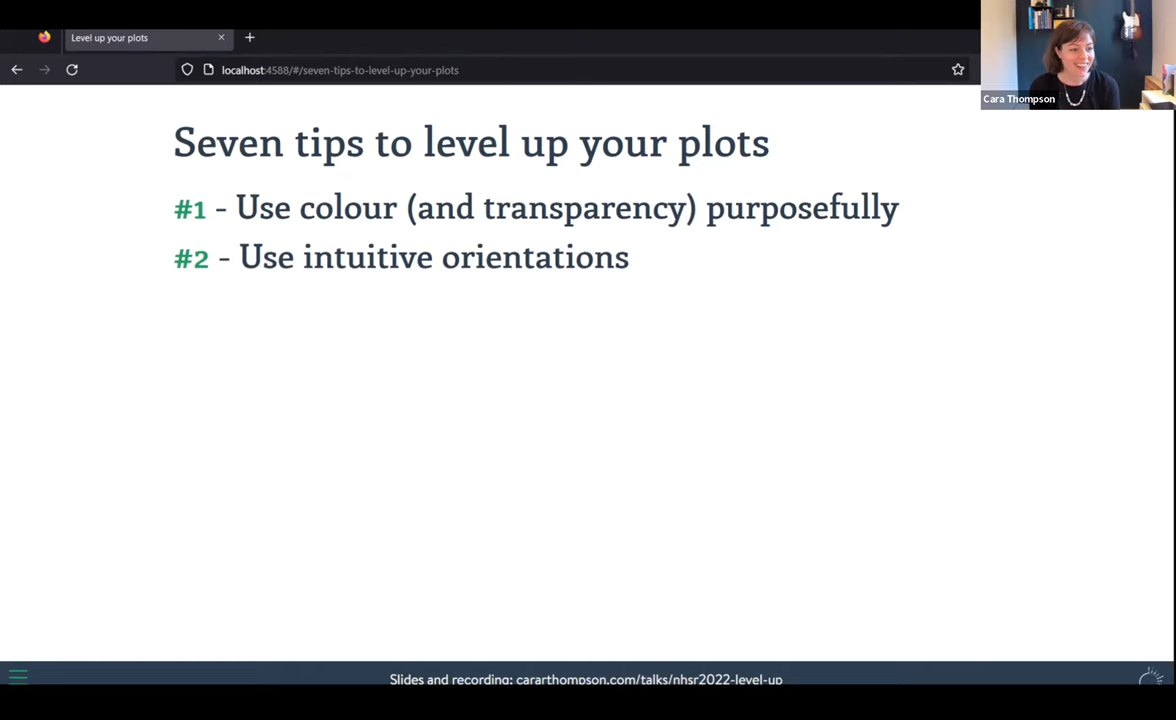 Level up your plots
localhost:4588/#/seven-tips-to-level-up-your-plots
Cara Thompson
Seven tips to level up your plots
#1 - Use colour (and transparency) purposefully
#2 - Use intuitive orientations
Slides and recording: cararthompson.com/talks/nhsr2022-level-up